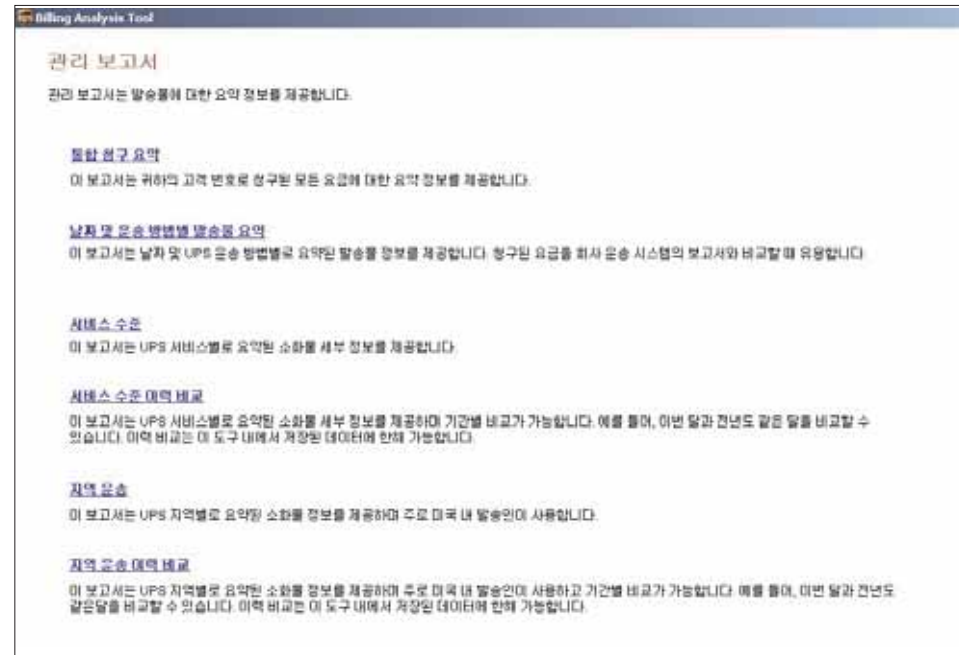 Billing Analysis Tool
관리 보고서
관리 보고서는 발송물에 대한 요약 정보를 제공합니다.
통합 청구 요약
이 보고서는 귀하의 고객 번호로 청구된 모든 요금에 대한 요약 정보를 제공합니다.
날짜 및 운송 방법별 발송물 요약
이 보고서는 날짜 및 UPS 운송 방법별로 요약된 발송물 정보를 제공합니다. 청구된 요금을 회사 운송 시스템의 보고서와 비교할 때 유용합니다.
서비스 수준
이 보고서는 UPS 서비스별로 요약된 소화물 세부 정보를 제공합니다.
서비스 수준 이력 비교
이 보고서는 UPS 서비스별로 요약된 소화물 세부 정보를 제공하며 기간별 비교가 가능합니다. 예를 들어, 이번 달과 전년도 같은 달을 비교할 수
있습니다. 이력 비교는 이 도구 내에서 저장된 데이터에 한해 가능합니다.
지역 운송
이 보고서는 UPS 지역별로 요약된 소화물 정보를 제공하며 주로 미국 내 발송인이 사용합니다.
지역 운송 이력 비교
이 보고서는 UPS 지역별로 요약된 소화물 정보를 제공하며 주로 미국 내 발송인이 사용하고 기간별 비교가 가능합니다. 예를 들어, 이번 달과 전년도
같은달을 비교할 수 있습니다. 이력 비교는 이 도구 내에서 저장된 데이터에 한해 가능합니다.